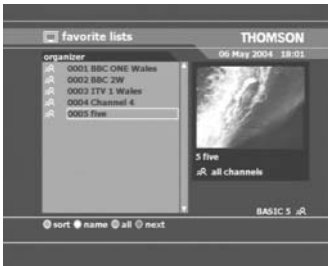 favorite lists
THOMSON
organizer
06 May 2004 18:01
0001 BBC ONE Wales
0002 BBC 2W
0003 ITV 1 Wales
0004 Channel 4
0005 five
5 five
all channels
BASIC 5
sort name all next